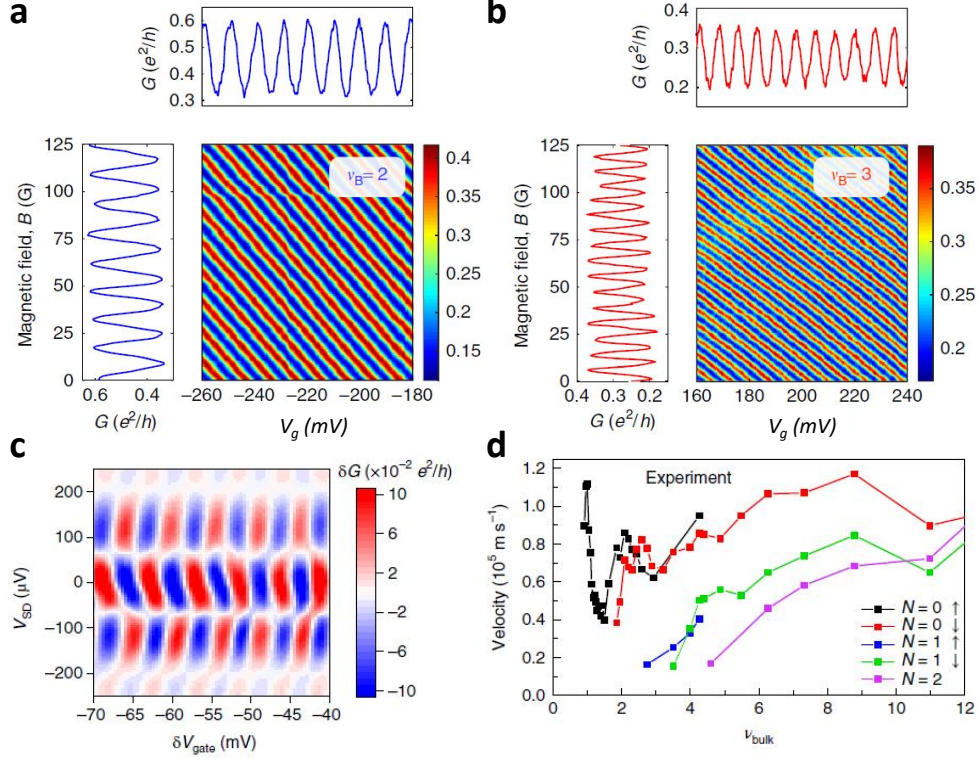 a
G (e²/h)
0.6
0.5
0.4
0.3
Magnetic field, B (G)
125
100
75
50
25
0
0.6 0.4
G (e²/h)
ν_B = 2
−260 −240 −220 −200 −180
V_g (mV)
0.40
0.35
0.30
0.25
0.20
0.15
b
G (e²/h)
0.4
0.3
0.2
Magnetic field, B (G)
125
100
75
50
25
0
0.4 0.3 0.2
G (e²/h)
ν_B = 3
160 180 200 220 240
V_g (mV)
0.35
0.30
0.25
0.20
c
δG (×10⁻² e²/h)
V_SD (μV)
200
100
0
−100
−200
−70 −65 −60 −55 −50 −45 −40
δV_gate (mV)
10
6
2
−2
−6
−10
d
Experiment
Velocity (10⁵ m s⁻¹)
1.2
1.0
0.8
0.6
0.4
0.2
0.0
0 2 4 6 8 10 12
ν_bulk
N = 0 ↑
N = 0 ↓
N = 1 ↑
N = 1 ↓
N = 2